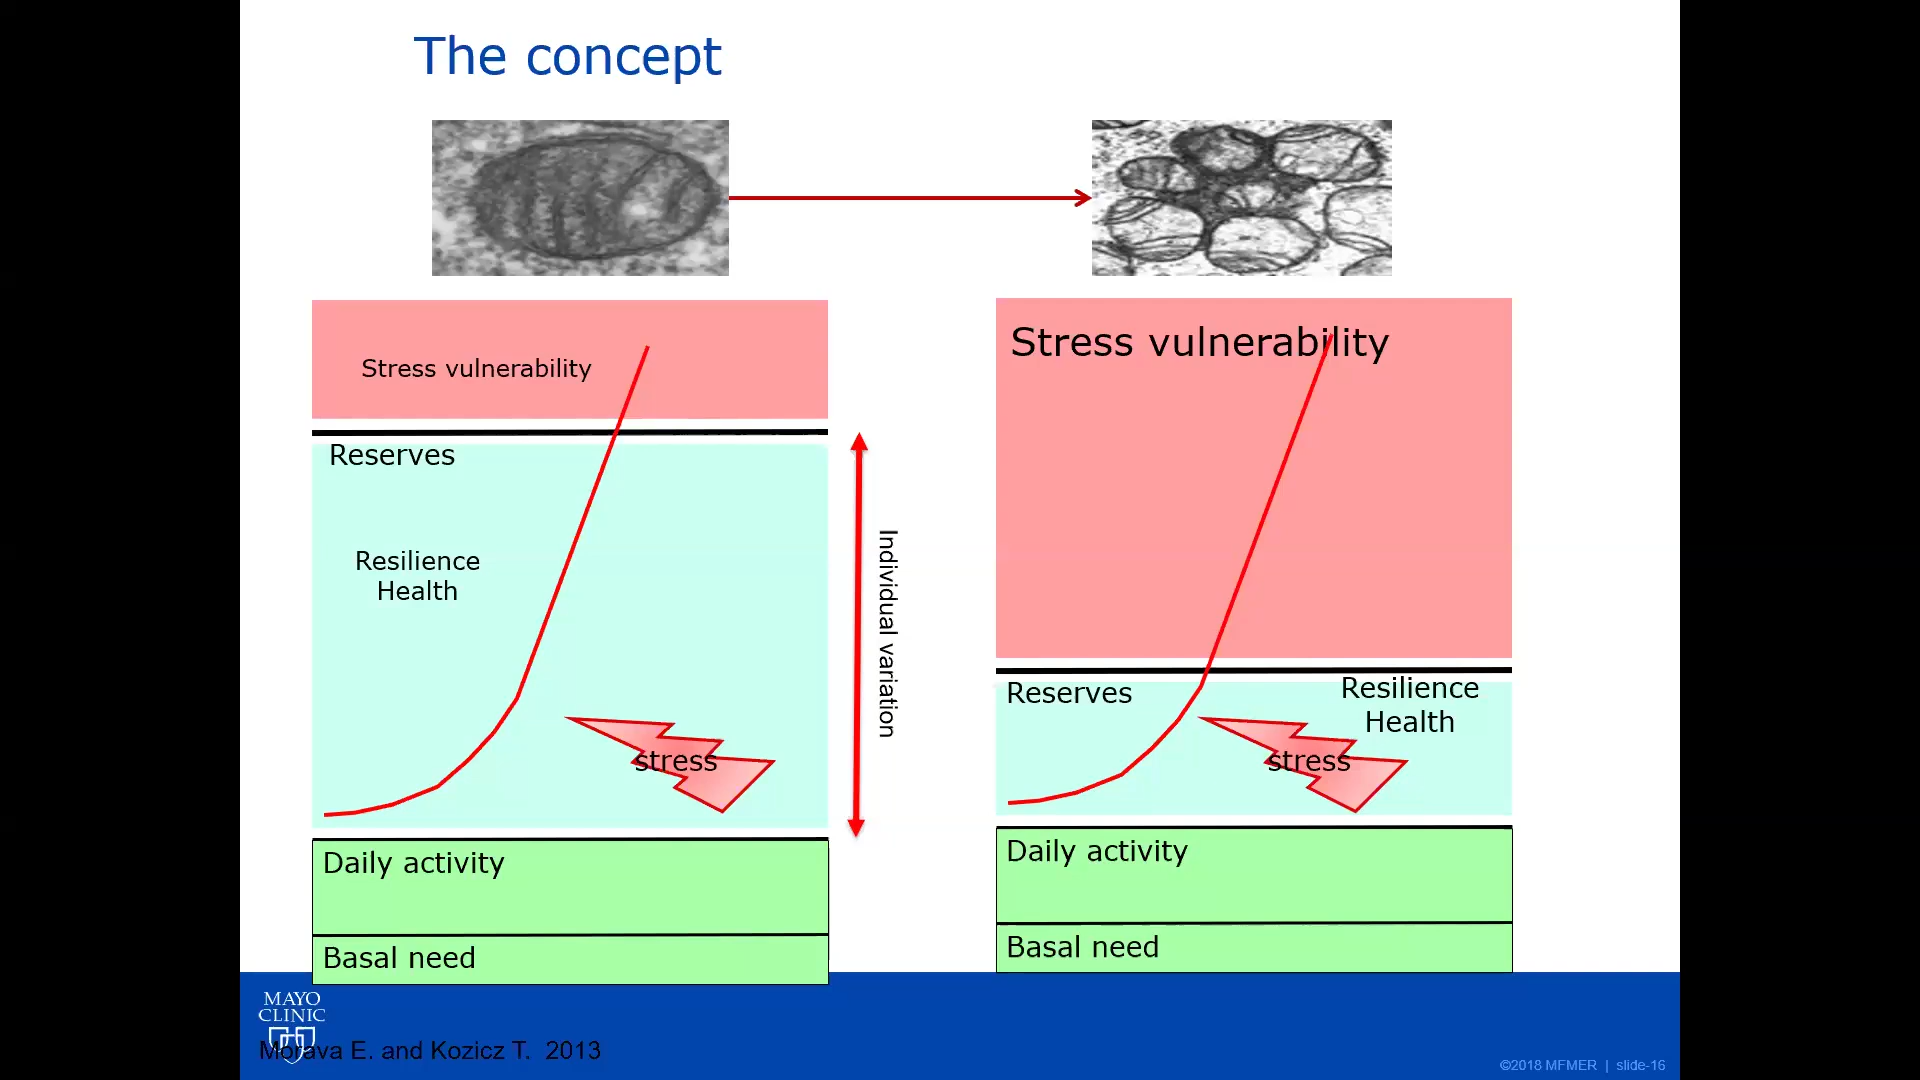 The concept
Stress vulnerability
Reserves
Resilience
Health
stress
Individual variation
Daily activity
Basal need
Stress vulnerability
Reserves
Resilience
Health
stress
Daily activity
Basal need
MAYO
CLINIC
Morava E. and Kozicz T. 2013
©2018 MFMER | slide-16